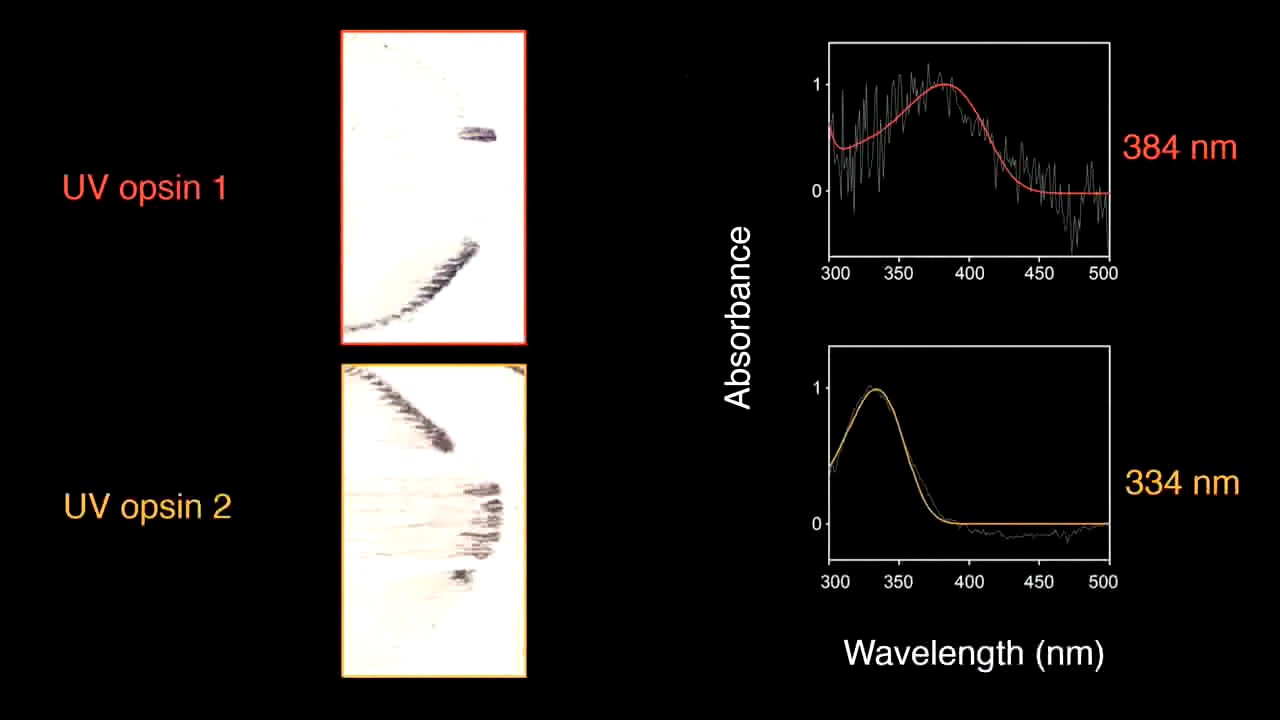 UV opsin 1
1
0
300 350 400 450 500
384 nm
Absorbance
UV opsin 2
1
0
300 350 400 450 500
334 nm
Wavelength (nm)